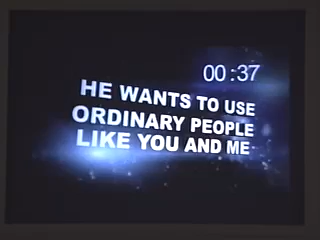 00:37
HE WANTS TO USE
ORDINARY PEOPLE
LIKE YOU AND ME